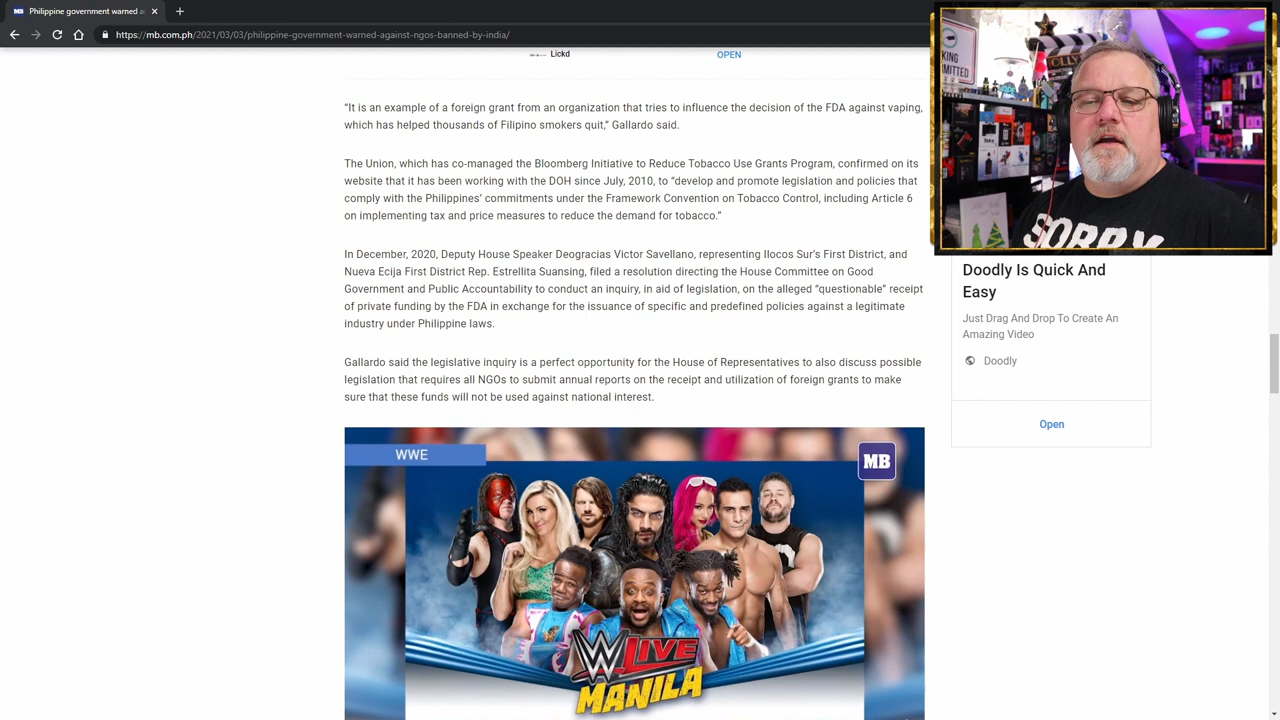 Philippine government warned a
https://mb.com.ph/2021/09/01/philippine-government-warned-against-ngos-banned-by-india/
Lickd
OPEN
“It is an example of a foreign grant from an organization that tries to influence the decision of the FDA against vaping,
which has helped thousands of Filipino smokers quit,” Gallardo said.
The Union, which has co-managed the Bloomberg Initiative to Reduce Tobacco Use Grants Program, confirmed on its
website that it has been working with the DOH since July, 2010, to “develop and promote legislation and policies that
comply with the Philippines’ commitments under the Framework Convention on Tobacco Control, including Article 6
on implementing tax and price measures to reduce the demand for tobacco.”
In December, 2020, Deputy House Speaker Deogracias Victor Savellano, representing Ilocos Sur’s First District, and
Nueva Ecija First District Rep. Estrellita Suansing, filed a resolution directing the House Committee on Good
Government and Public Accountability to conduct an inquiry, in aid of legislation, on the alleged “questionable” receipt
of private funding by the FDA in exchange for the issuance of specific and predefined policies against a legitimate
industry under Philippine laws.
Gallardo said the legislative inquiry is a perfect opportunity for the House of Representatives to also discuss possible
legislation that requires all NGOs to submit annual reports on the receipt and utilization of foreign grants to make
sure that these funds will not be used against national interest.
WWE
MB
W LIVE
MANILA
KING
MITTED
SORRY
Doodly Is Quick And
Easy
Just Drag And Drop To Create An
Amazing Video
Doodly
Open